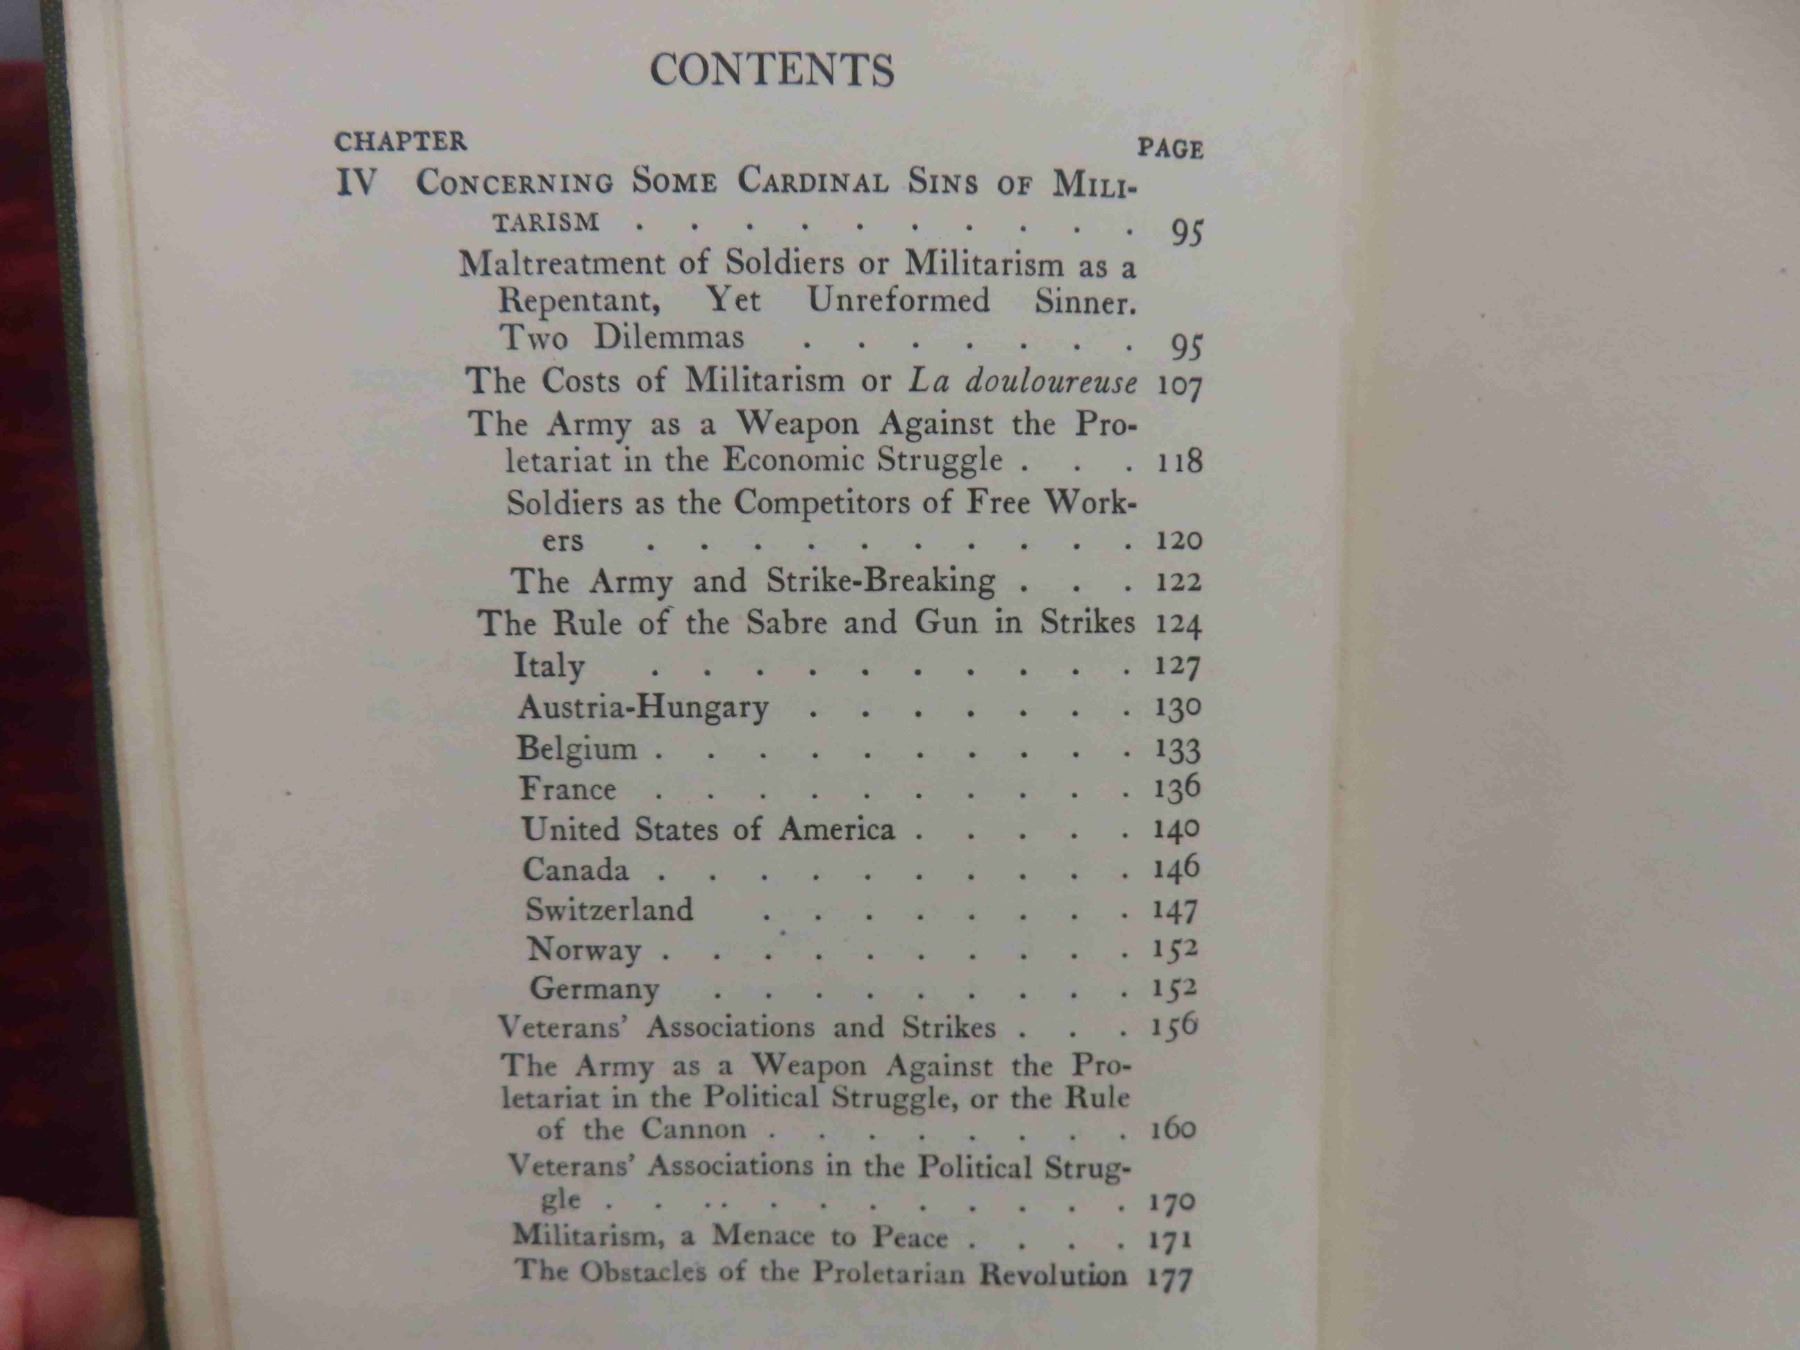 CONTENTS
CHAPTER PAGE
IV CONCERNING SOME CARDINAL SINS OF MILI-
TARISM . . . . . . . . . . 95
Maltreatment of Soldiers or Militarism as a
Repentant, Yet Unreformed Sinner.
Two Dilemmas . . . . . . . 95
The Costs of Militarism or La douloureuse 107
The Army as a Weapon Against the Pro-
letariat in the Economic Struggle . . . 118
Soldiers as the Competitors of Free Work-
ers . . . . . . . . . . 120
The Army and Strike-Breaking . . . 122
The Rule of the Sabre and Gun in Strikes 124
Italy . . . . . . . . . . 127
Austria-Hungary . . . . . . . 130
Belgium . . . . . . . . . . 133
France . . . . . . . . . . 136
United States of America . . . . . 140
Canada . . . . . . . . . . 146
Switzerland . . . . . . . . 147
Norway . . . . . . . . . . 152
Germany . . . . . . . . . 152
Veterans' Associations and Strikes . . . 156
The Army as a Weapon Against the Pro-
letariat in the Political Struggle, or the Rule
of the Cannon . . . . . . . . 160
Veterans' Associations in the Political Strug-
gle . . . . . . . . . . . . 170
Militarism, a Menace to Peace . . . . 171
The Obstacles of the Proletarian Revolution 177